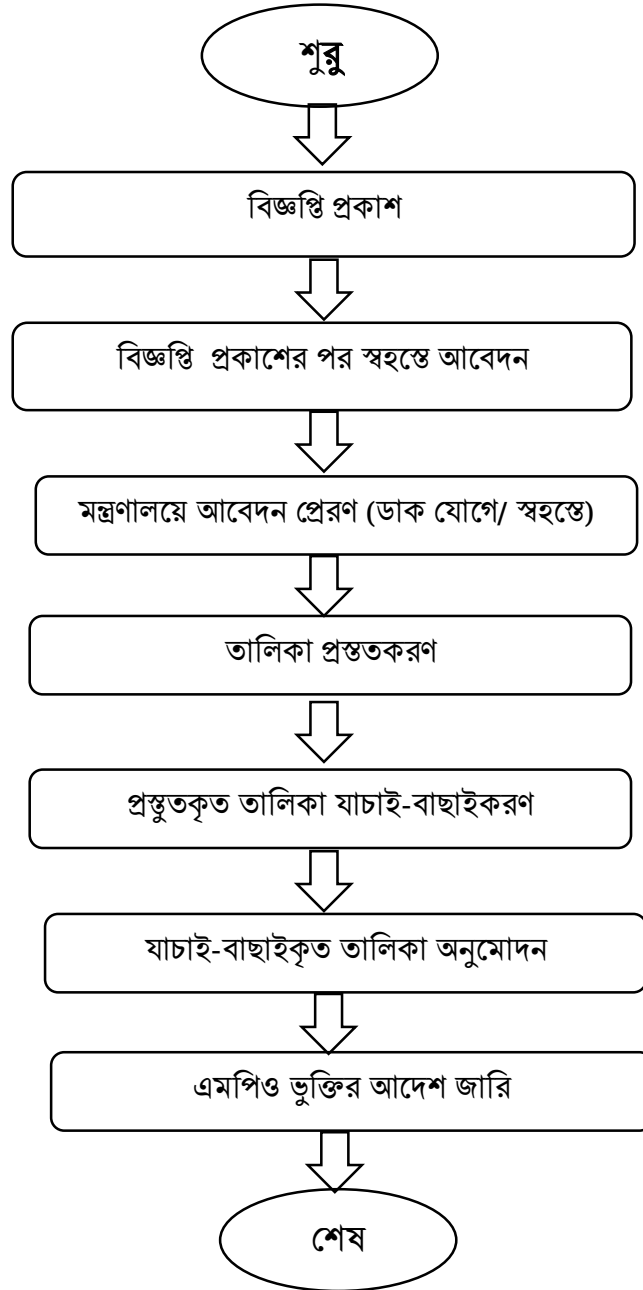 শুরু
বিজ্ঞপ্তি প্রকাশ
বিজ্ঞপ্তি প্রকাশের পর স্বহস্তে আবেদন
মন্ত্রণালয়ে আবেদন প্রেরণ (ডাক যোগে/ স্বহস্তে)
তালিকা প্রস্ততকরণ
প্রস্তুতকৃত তালিকা যাচাই-বাছাইকরণ
যাচাই-বাছাইকৃত তালিকা অনুমোদন
এমপিও ভুক্তির আদেশ জারি
শেষ